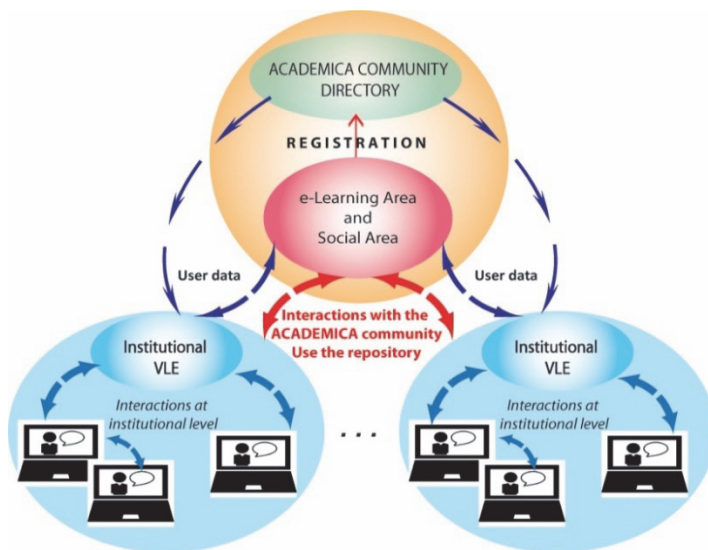 ACADEMICA COMMUNITY
DIRECTORY
REGISTRATION
e-Learning Area
and
Social Area
User data
User data
Interactions with the
ACADEMICA community
Use the repository
Institutional
VLE
Interactions at
institutional level
. . .
Institutional
VLE
Interactions at
institutional level